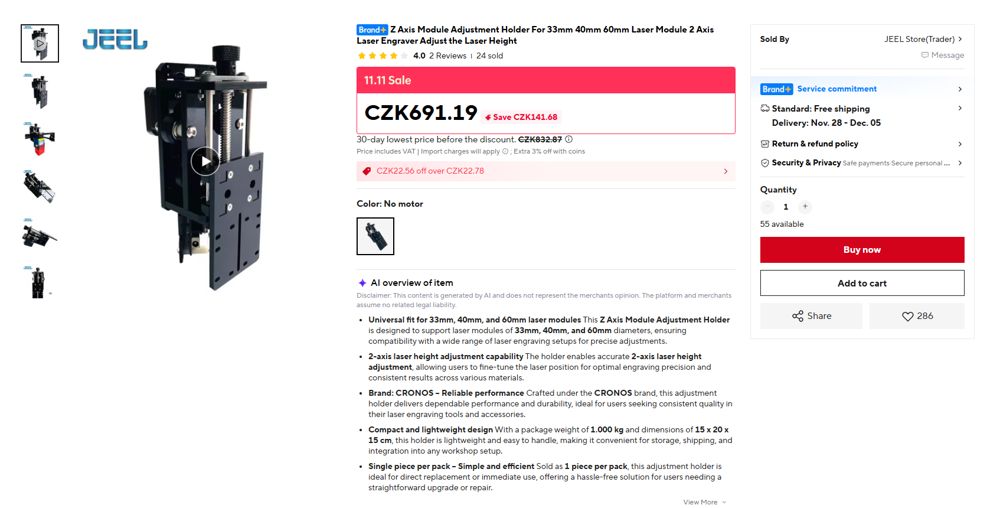 JEEL
Brand+ Z Axis Module Adjustment Holder For 33mm 40mm 60mm Laser Module 2 Axis
Laser Engraver Adjust the Laser Height
4.0 2 Reviews | 24 sold
11.11 Sale
CZK691.19 Save CZK141.68
30-day lowest price before the discount. CZK832.87
Price includes VAT | Import charges will apply ; Extra 3% off with coins
CZK22.56 off over CZK22.78
Color: No motor
AI overview of item
Disclaimer: This content is generated by AI and does not represent the merchants opinion. The platform and merchants
assume no related legal liability.
• Universal fit for 33mm, 40mm, and 60mm laser modules This Z Axis Module Adjustment Holder
is designed to support laser modules of 33mm, 40mm, and 60mm diameters, ensuring
compatibility with a wide range of laser engraving setups for precise adjustments.
• 2-axis laser height adjustment capability The holder enables accurate 2-axis laser height
adjustment, allowing users to fine-tune the laser position for optimal engraving precision and
consistent results across various materials.
• Brand: CRONOS – Reliable performance Crafted under the CRONOS brand, this adjustment
holder delivers dependable performance and durability, ideal for users seeking consistent quality in
their laser engraving tools and accessories.
• Compact and lightweight design With a package weight of 1.000 kg and dimensions of 15 x 20 x
15 cm, this holder is lightweight and easy to handle, making it convenient for storage, shipping, and
integration into any workshop setup.
• Single piece per pack – Simple and efficient Sold as 1 piece per pack, this adjustment holder is
ideal for direct replacement or immediate use, offering a hassle-free solution for users needing a
straightforward upgrade or repair.
View More
Sold By JEEL Store(Trader)
Message
Brand+ Service commitment
Standard: Free shipping
Delivery: Nov. 28 - Dec. 05
Return & refund policy
Security & Privacy Safe payments·Secure personal ...
Quantity
- 1 +
55 available
Buy now
Add to cart
Share 286